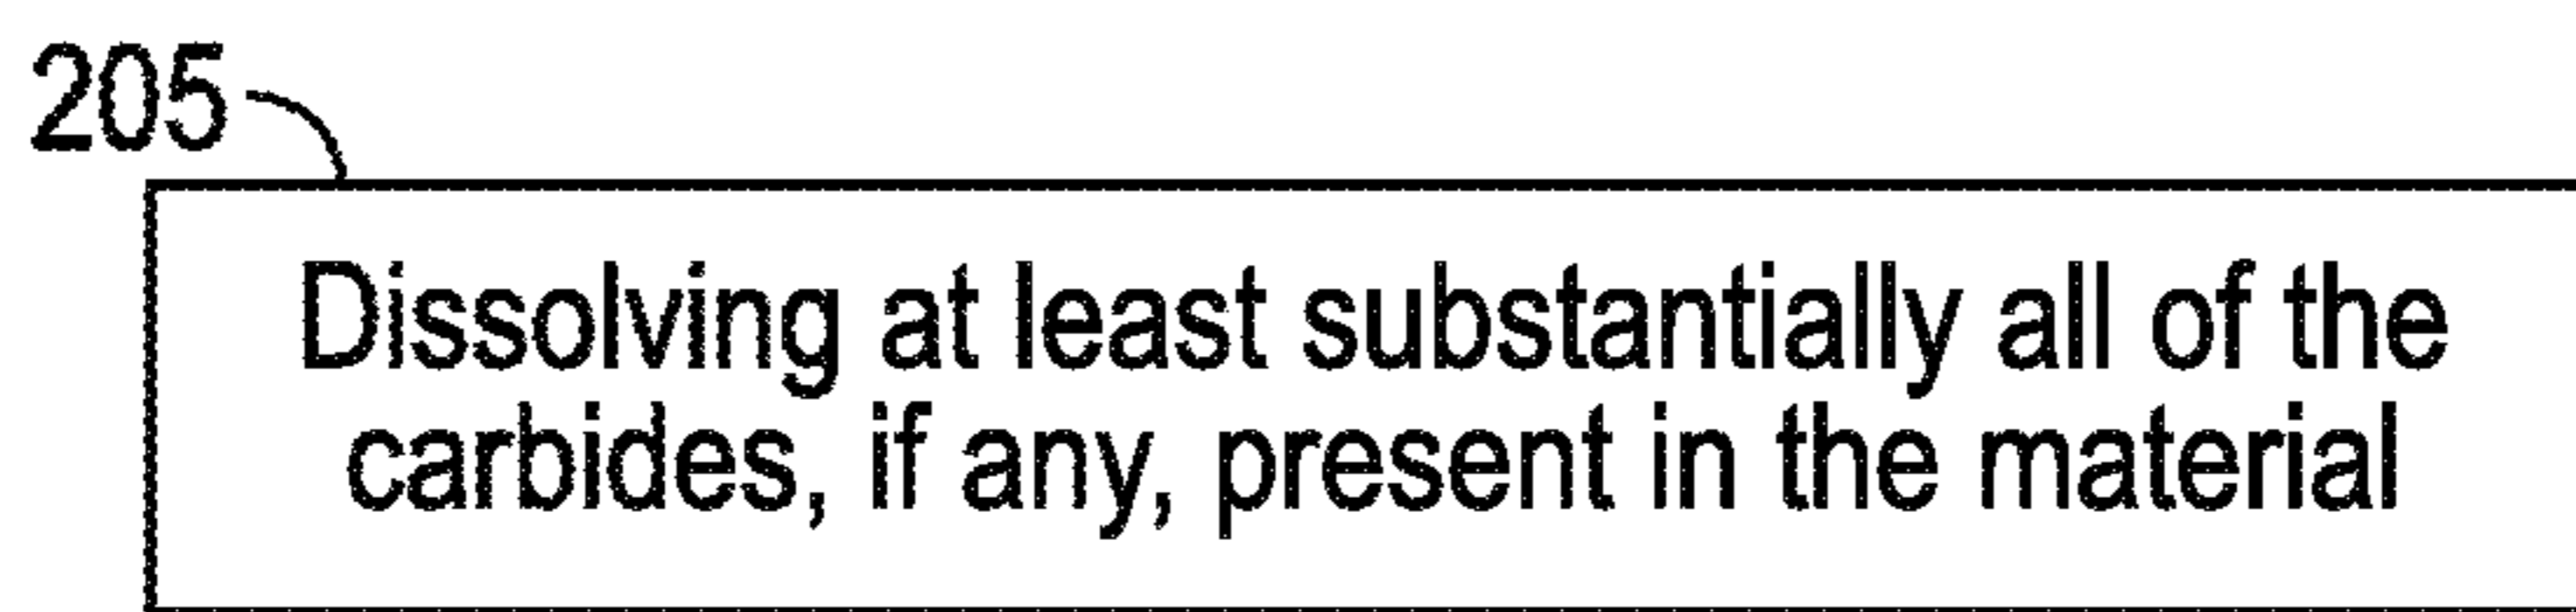 205
Dissolving at least substantially all of the
carbides, if any, present in the material